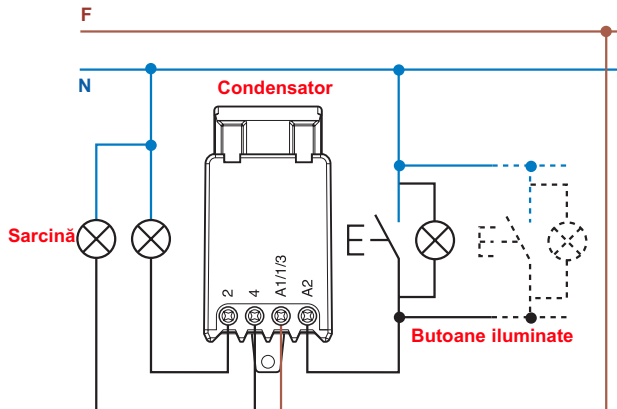 F
N
Condensator
Sarcină
2
4
A1/1/3
A2
Butoane iluminate